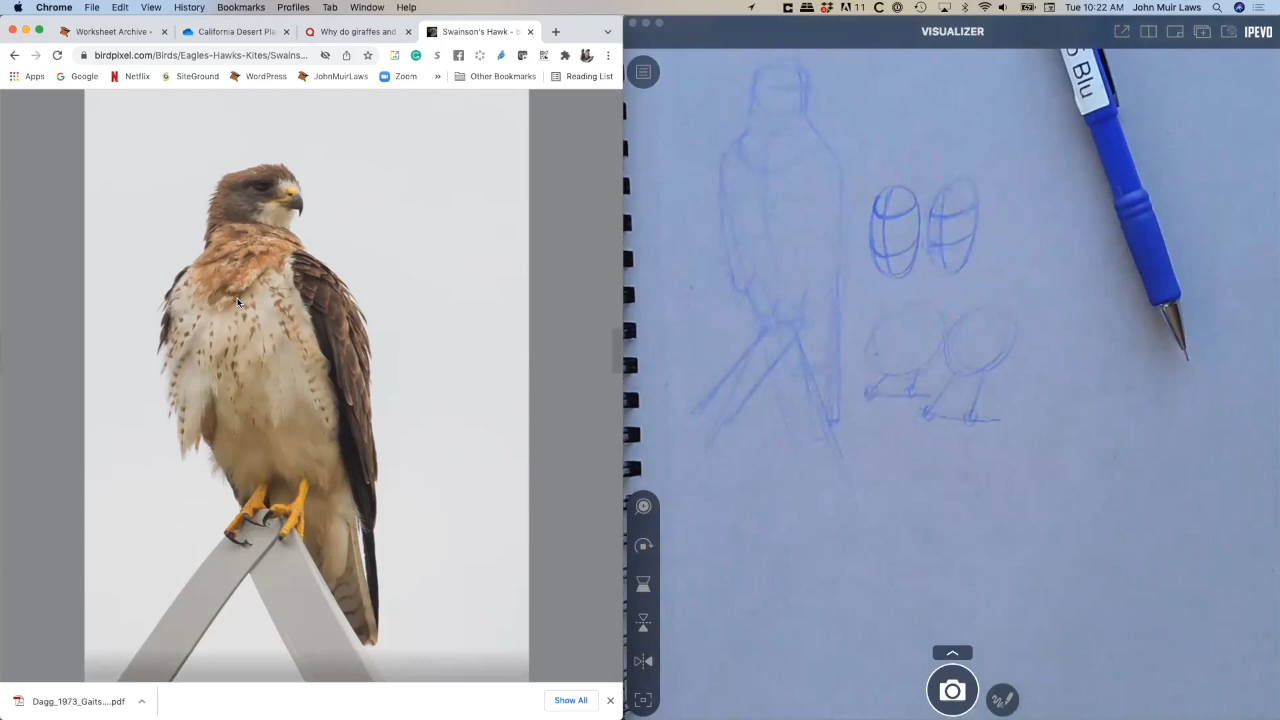 Chrome File Edit View History Bookmarks Profiles Tab Window Help M 11 Tue 10:22 AM John Muir Laws
Worksheet Archive - California Desert Pla Q Why do giraffes and Swainson's Hawk - b
birdpixel.com/Birds/Eagles-Hawks-Kites/Swains...
Apps Google Netflix SiteGround WordPress JohnMuirLaws Zoom » Other Bookmarks Reading List
VISUALIZER
IPEVO
S Blu
Dagg_1973_Gaits....pdf Show All